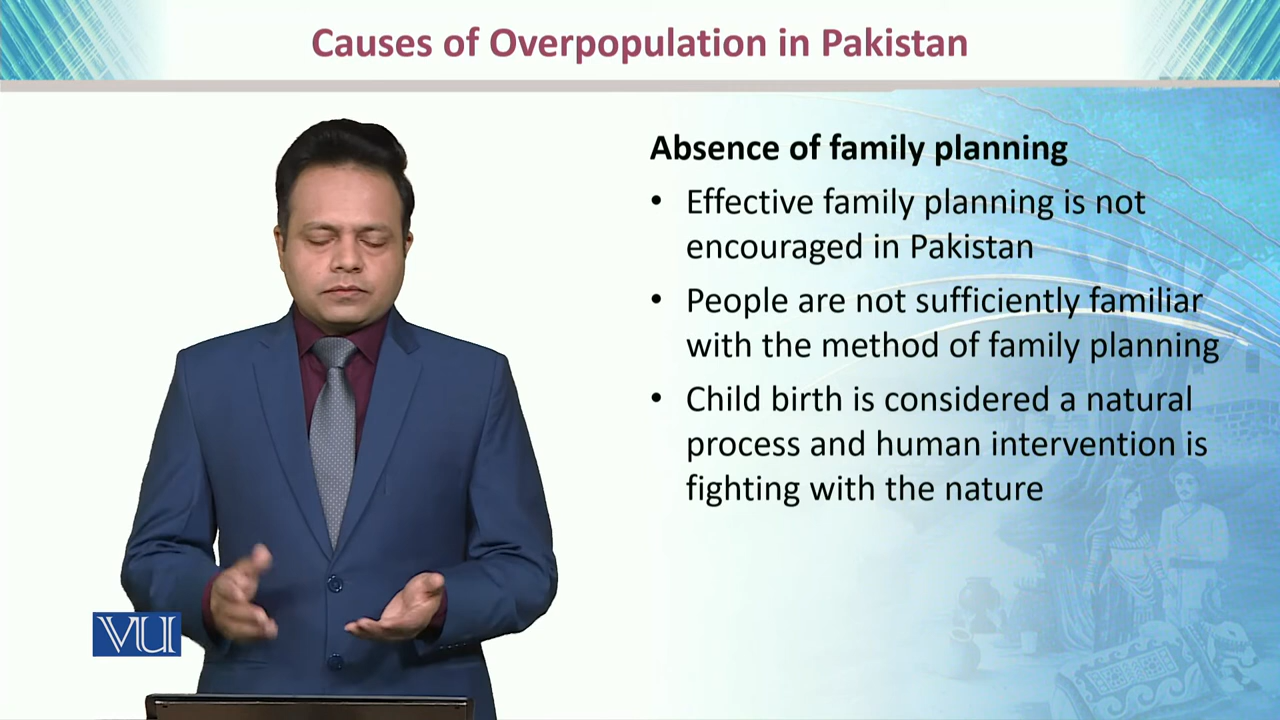 Causes of Overpopulation in Pakistan
Absence of family planning
• Effective family planning is not
encouraged in Pakistan
• People are not sufficiently familiar
with the method of family planning
• Child birth is considered a natural
process and human intervention is
fighting with the nature
VU